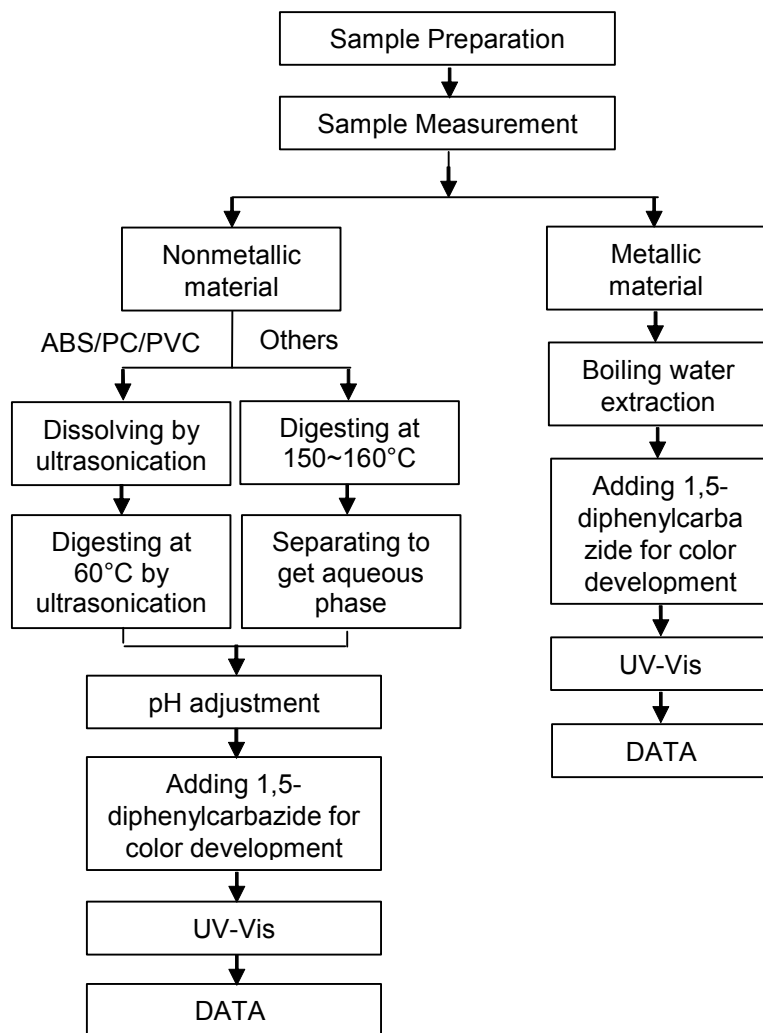 Sample Preparation
Sample Measurement
Nonmetallic
material
Metallic
material
ABS/PC/PVC
Others
Boiling water
extraction
Dissolving by
ultrasonication
Digesting at
150~160°C
Adding 1,5-
diphenylcarba
zide for color
development
Digesting at
60°C by
ultrasonication
Separating to
get aqueous
phase
UV-Vis
pH adjustment
DATA
Adding 1,5-
diphenylcarbazide for
color development
UV-Vis
DATA